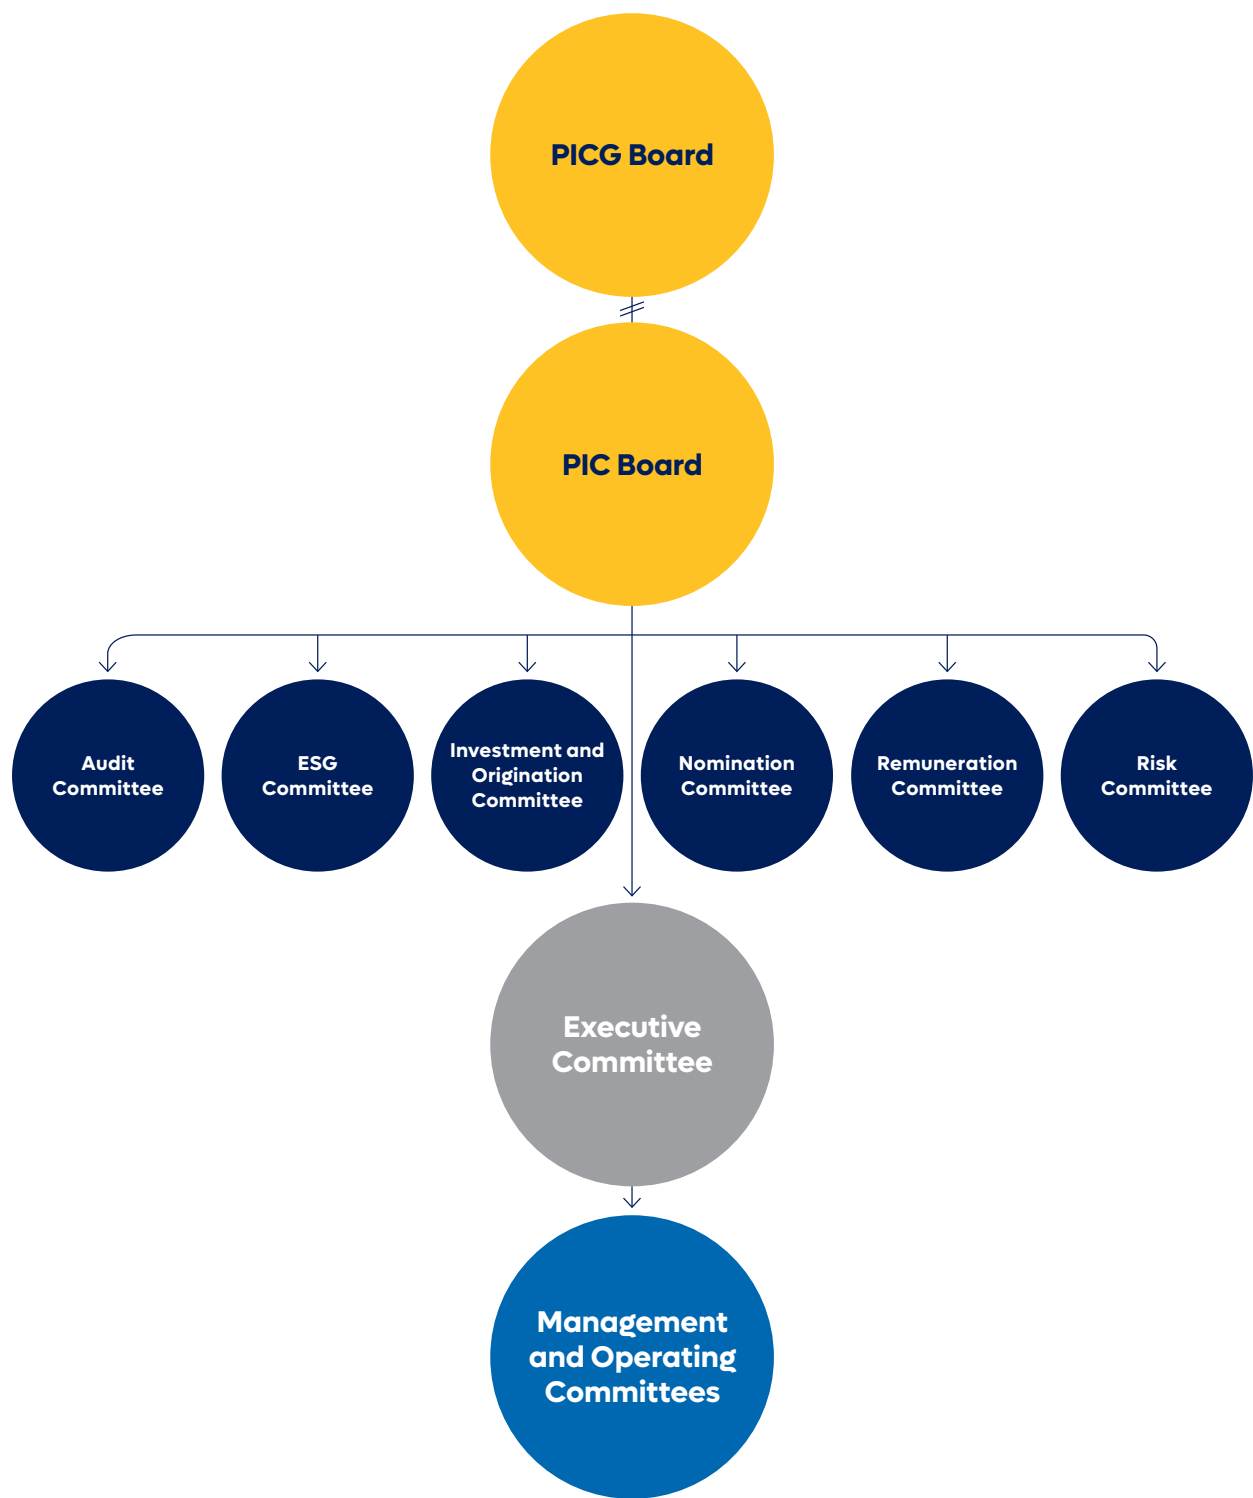 PICG Board
PIC Board
Audit
Committee
ESG
Committee
Investment and
Origination
Committee
Nomination
Committee
Remuneration
Committee
Risk
Committee
Executive
Committee
Management
and Operating
Committees